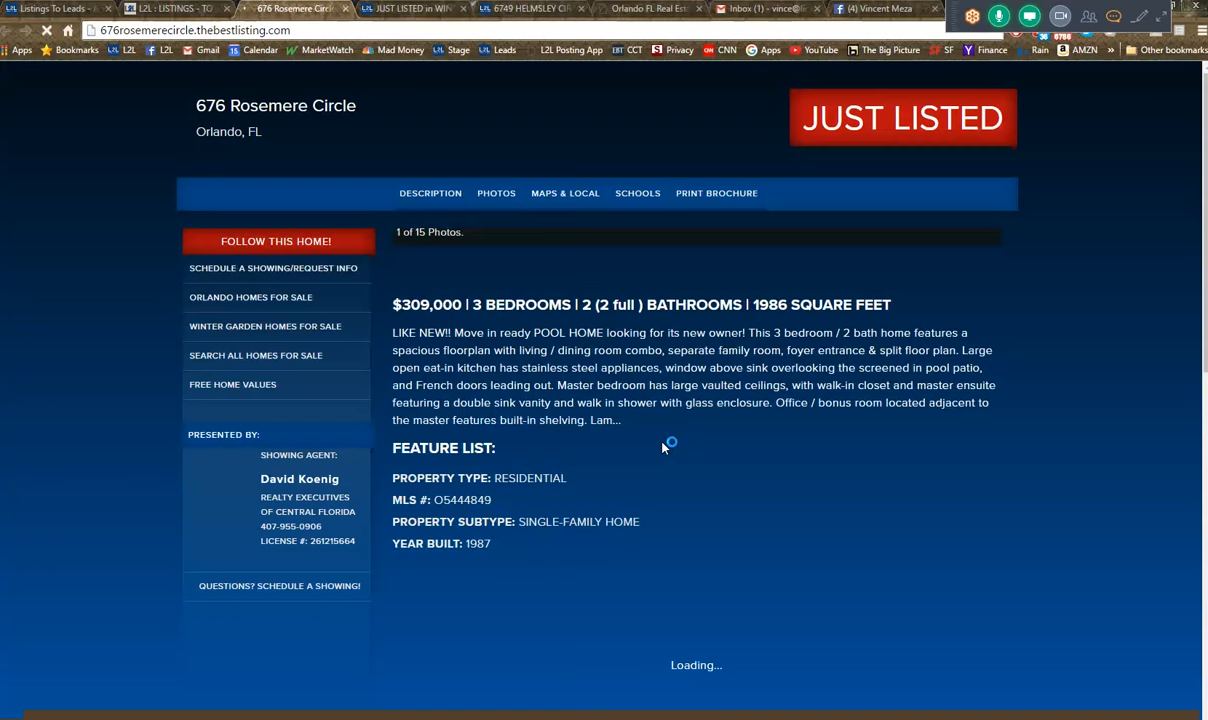 Listings To Leads -
L2L: LISTINGS - TO
676 Rosemere Circl
JUST LISTED in WIN
6749 HELMSLEY CIR
Orlando FL Real Est
Inbox (1) - vince@li
(4) Vincent Meza
676rosemerecircle.thebestlisting.com
Apps Bookmarks L2L L2L Gmail Calendar MarketWatch Mad Money Stage Leads L2L Posting App CCT Privacy CNN Apps YouTube The Big Picture SF Finance Rain AMZN » Other bookmarks
676 Rosemere Circle
Orlando, FL
JUST LISTED
DESCRIPTION PHOTOS MAPS & LOCAL SCHOOLS PRINT BROCHURE
FOLLOW THIS HOME!
SCHEDULE A SHOWING/REQUEST INFO
ORLANDO HOMES FOR SALE
WINTER GARDEN HOMES FOR SALE
SEARCH ALL HOMES FOR SALE
FREE HOME VALUES
PRESENTED BY:
SHOWING AGENT:
David Koenig
REALTY EXECUTIVES
OF CENTRAL FLORIDA
407-955-0906
LICENSE #: 261215664
QUESTIONS? SCHEDULE A SHOWING!
1 of 15 Photos.
$309,000 | 3 BEDROOMS | 2 (2 full ) BATHROOMS | 1986 SQUARE FEET
LIKE NEW!! Move in ready POOL HOME looking for its new owner! This 3 bedroom / 2 bath home features a
spacious floorplan with living / dining room combo, separate family room, foyer entrance & split floor plan. Large
open eat-in kitchen has stainless steel appliances, window above sink overlooking the screened in pool patio,
and French doors leading out. Master bedroom has large vaulted ceilings, with walk-in closet and master ensuite
featuring a double sink vanity and walk in shower with glass enclosure. Office / bonus room located adjacent to
the master features built-in shelving. Lam...
FEATURE LIST:
PROPERTY TYPE: RESIDENTIAL
MLS #: O5444849
PROPERTY SUBTYPE: SINGLE-FAMILY HOME
YEAR BUILT: 1987
Loading...